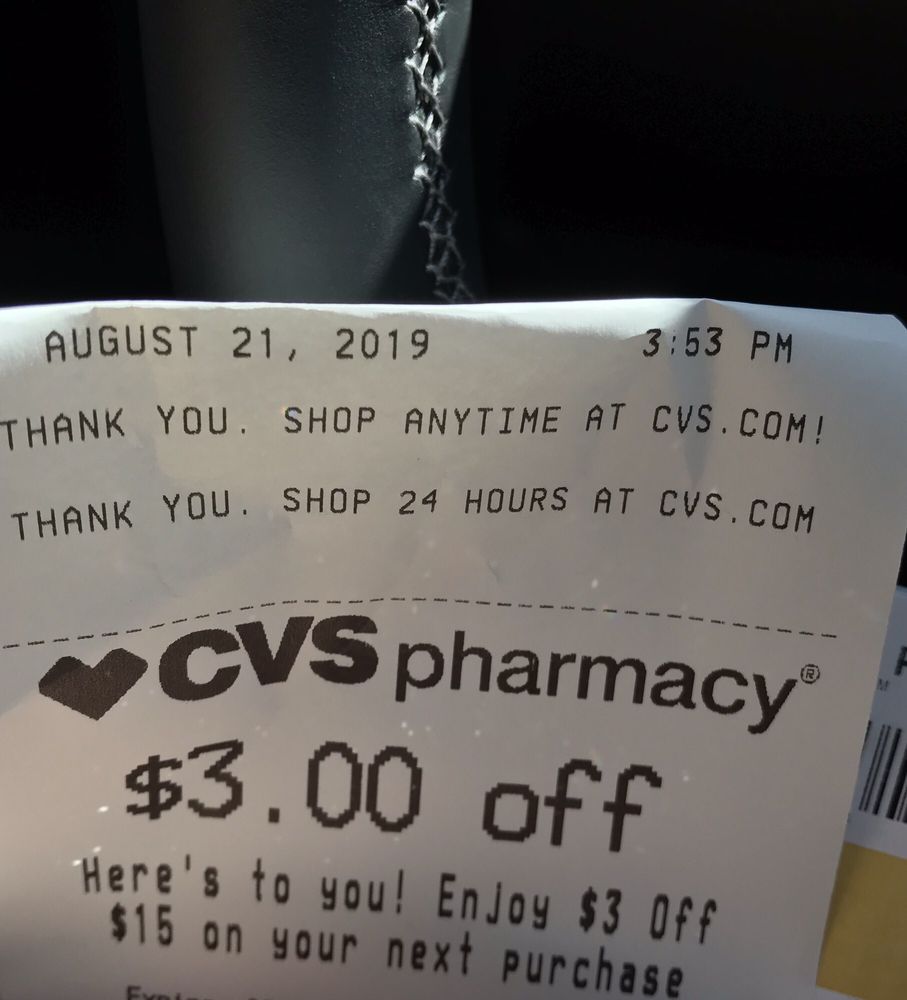 AUGUST 21, 2019 3:53 PM
THANK YOU. SHOP ANYTIME AT CVS.COM!
THANK YOU. SHOP 24 HOURS AT CVS.COM
CVS pharmacy®
$3.00 off
Here's to you! Enjoy $3 Off
$15 on your next purchase